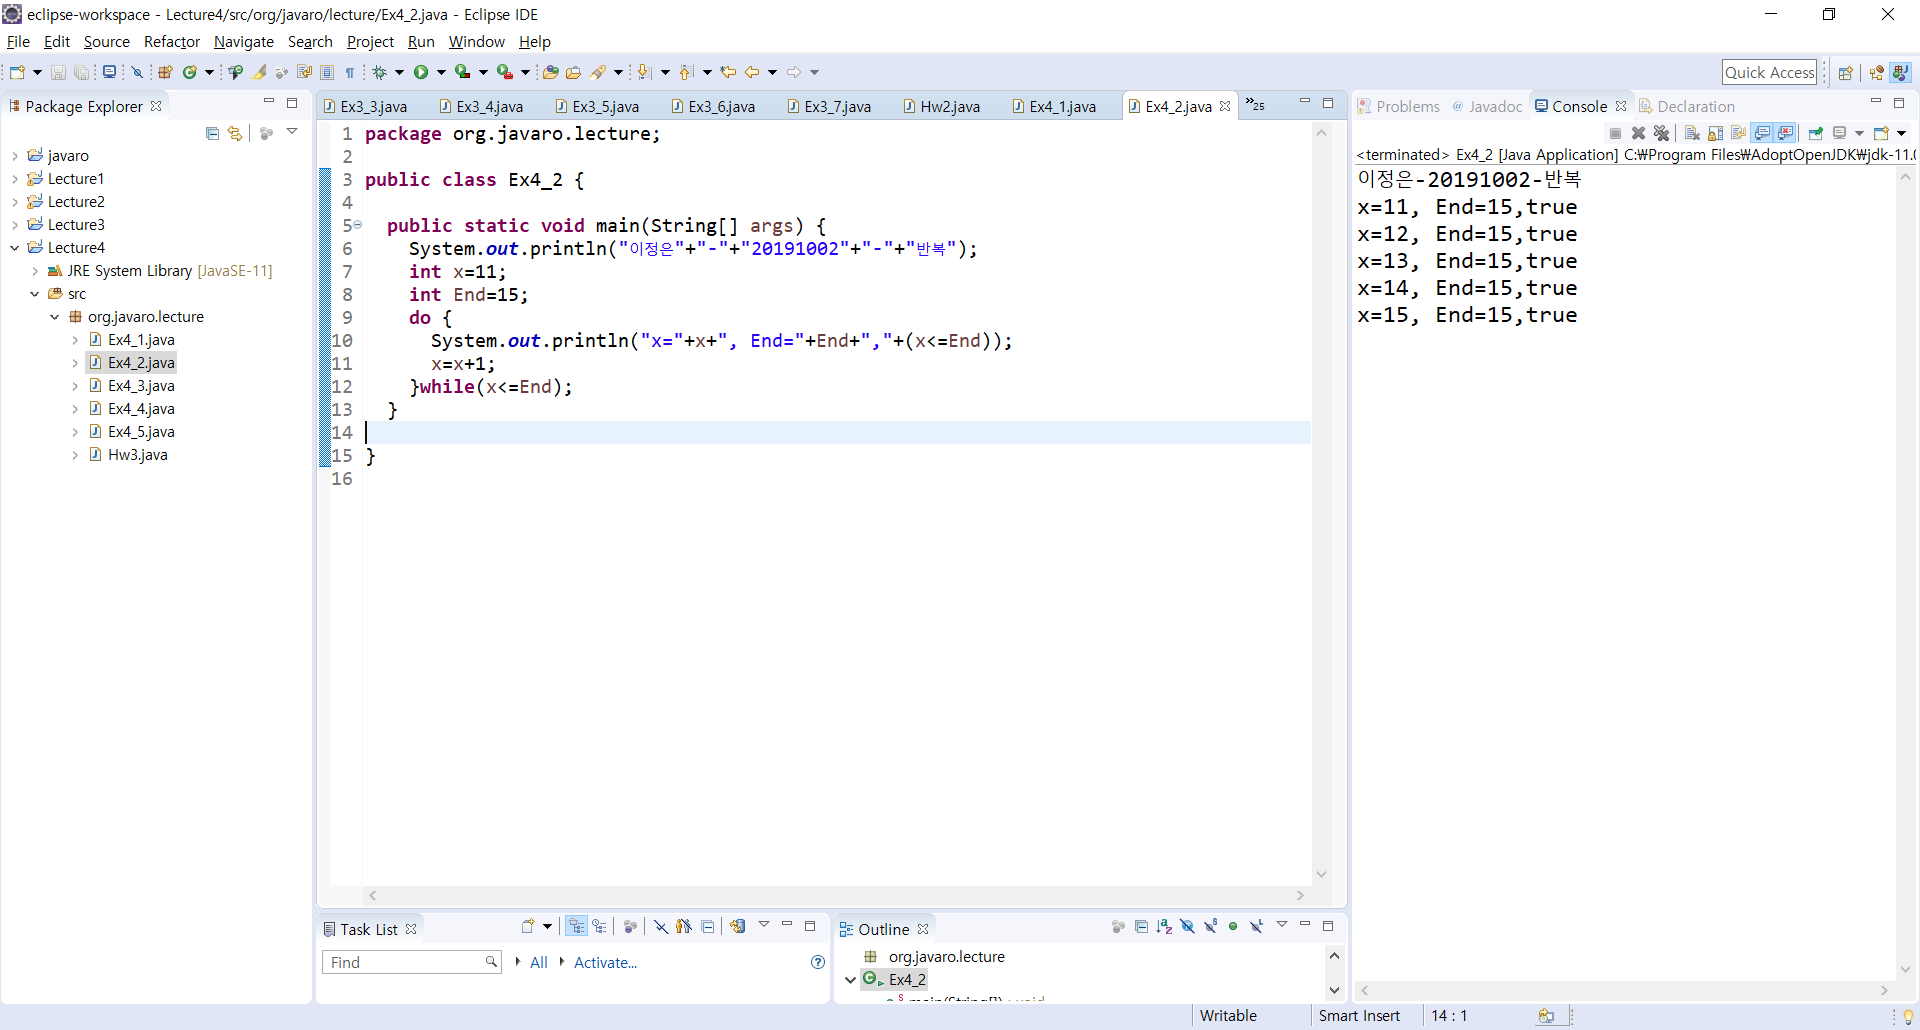 eclipse-workspace - Lecture4/src/org/javaro/lecture/Ex4_2.java - Eclipse IDE
File Edit Source Refactor Navigate Search Project Run Window Help
Quick Access
Package Explorer
javaro
Lecture1
Lecture2
Lecture3
Lecture4
JRE System Library [JavaSE-11]
src
org.javaro.lecture
Ex4_1.java
Ex4_2.java
Ex4_3.java
Ex4_4.java
Ex4_5.java
Hw3.java
Ex3_3.java Ex3_4.java Ex3_5.java Ex3_6.java Ex3_7.java Hw2.java Ex4_1.java Ex4_2.java »25
1 package org.javaro.lecture;
2
3 public class Ex4_2 {
4
5 public static void main(String[] args) {
6 System.out.println("이정은"+"-"+"20191002"+"-"+"반복");
7 int x=11;
8 int End=15;
9 do {
10 System.out.println("x="+x+", End="+End+","+(x<=End));
11 x=x+1;
12 }while(x<=End);
13 }
14
15 }
16
Problems @ Javadoc Console Declaration
<terminated> Ex4_2 [Java Application] C:₩Program Files₩AdoptOpenJDK₩jdk-11.0
이정은-20191002-반복
x=11, End=15,true
x=12, End=15,true
x=13, End=15,true
x=14, End=15,true
x=15, End=15,true
Task List
Find All Activate...
Outline
org.javaro.lecture
Ex4_2
main(String[]) : void
Writable Smart Insert 14 : 1